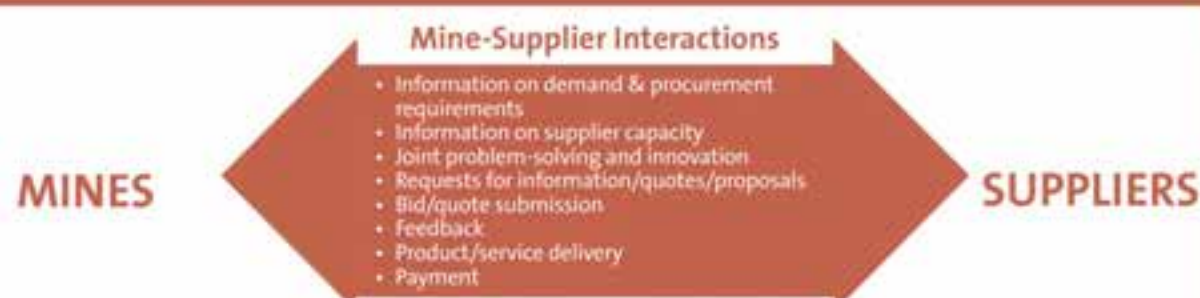 Mine-Supplier Interactions
• Information on demand & procurement
requirements
• Information on supplier capacity
• Joint problem-solving and innovation
• Requests for information/quotes/proposals
• Bid/quote submission
• Feedback
• Product/service delivery
• Payment
MINES
SUPPLIERS